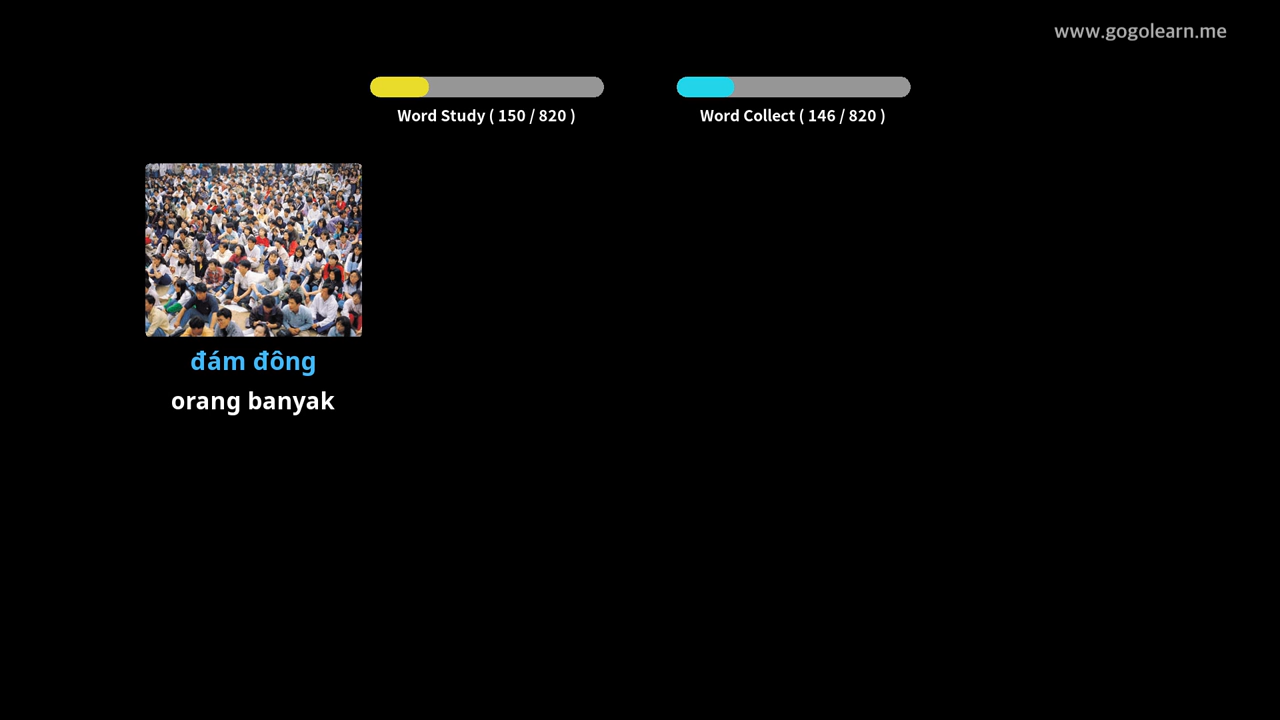 www.gogolearn.me
Word Study ( 150 / 820 )
Word Collect ( 146 / 820 )
đám đông
orang banyak